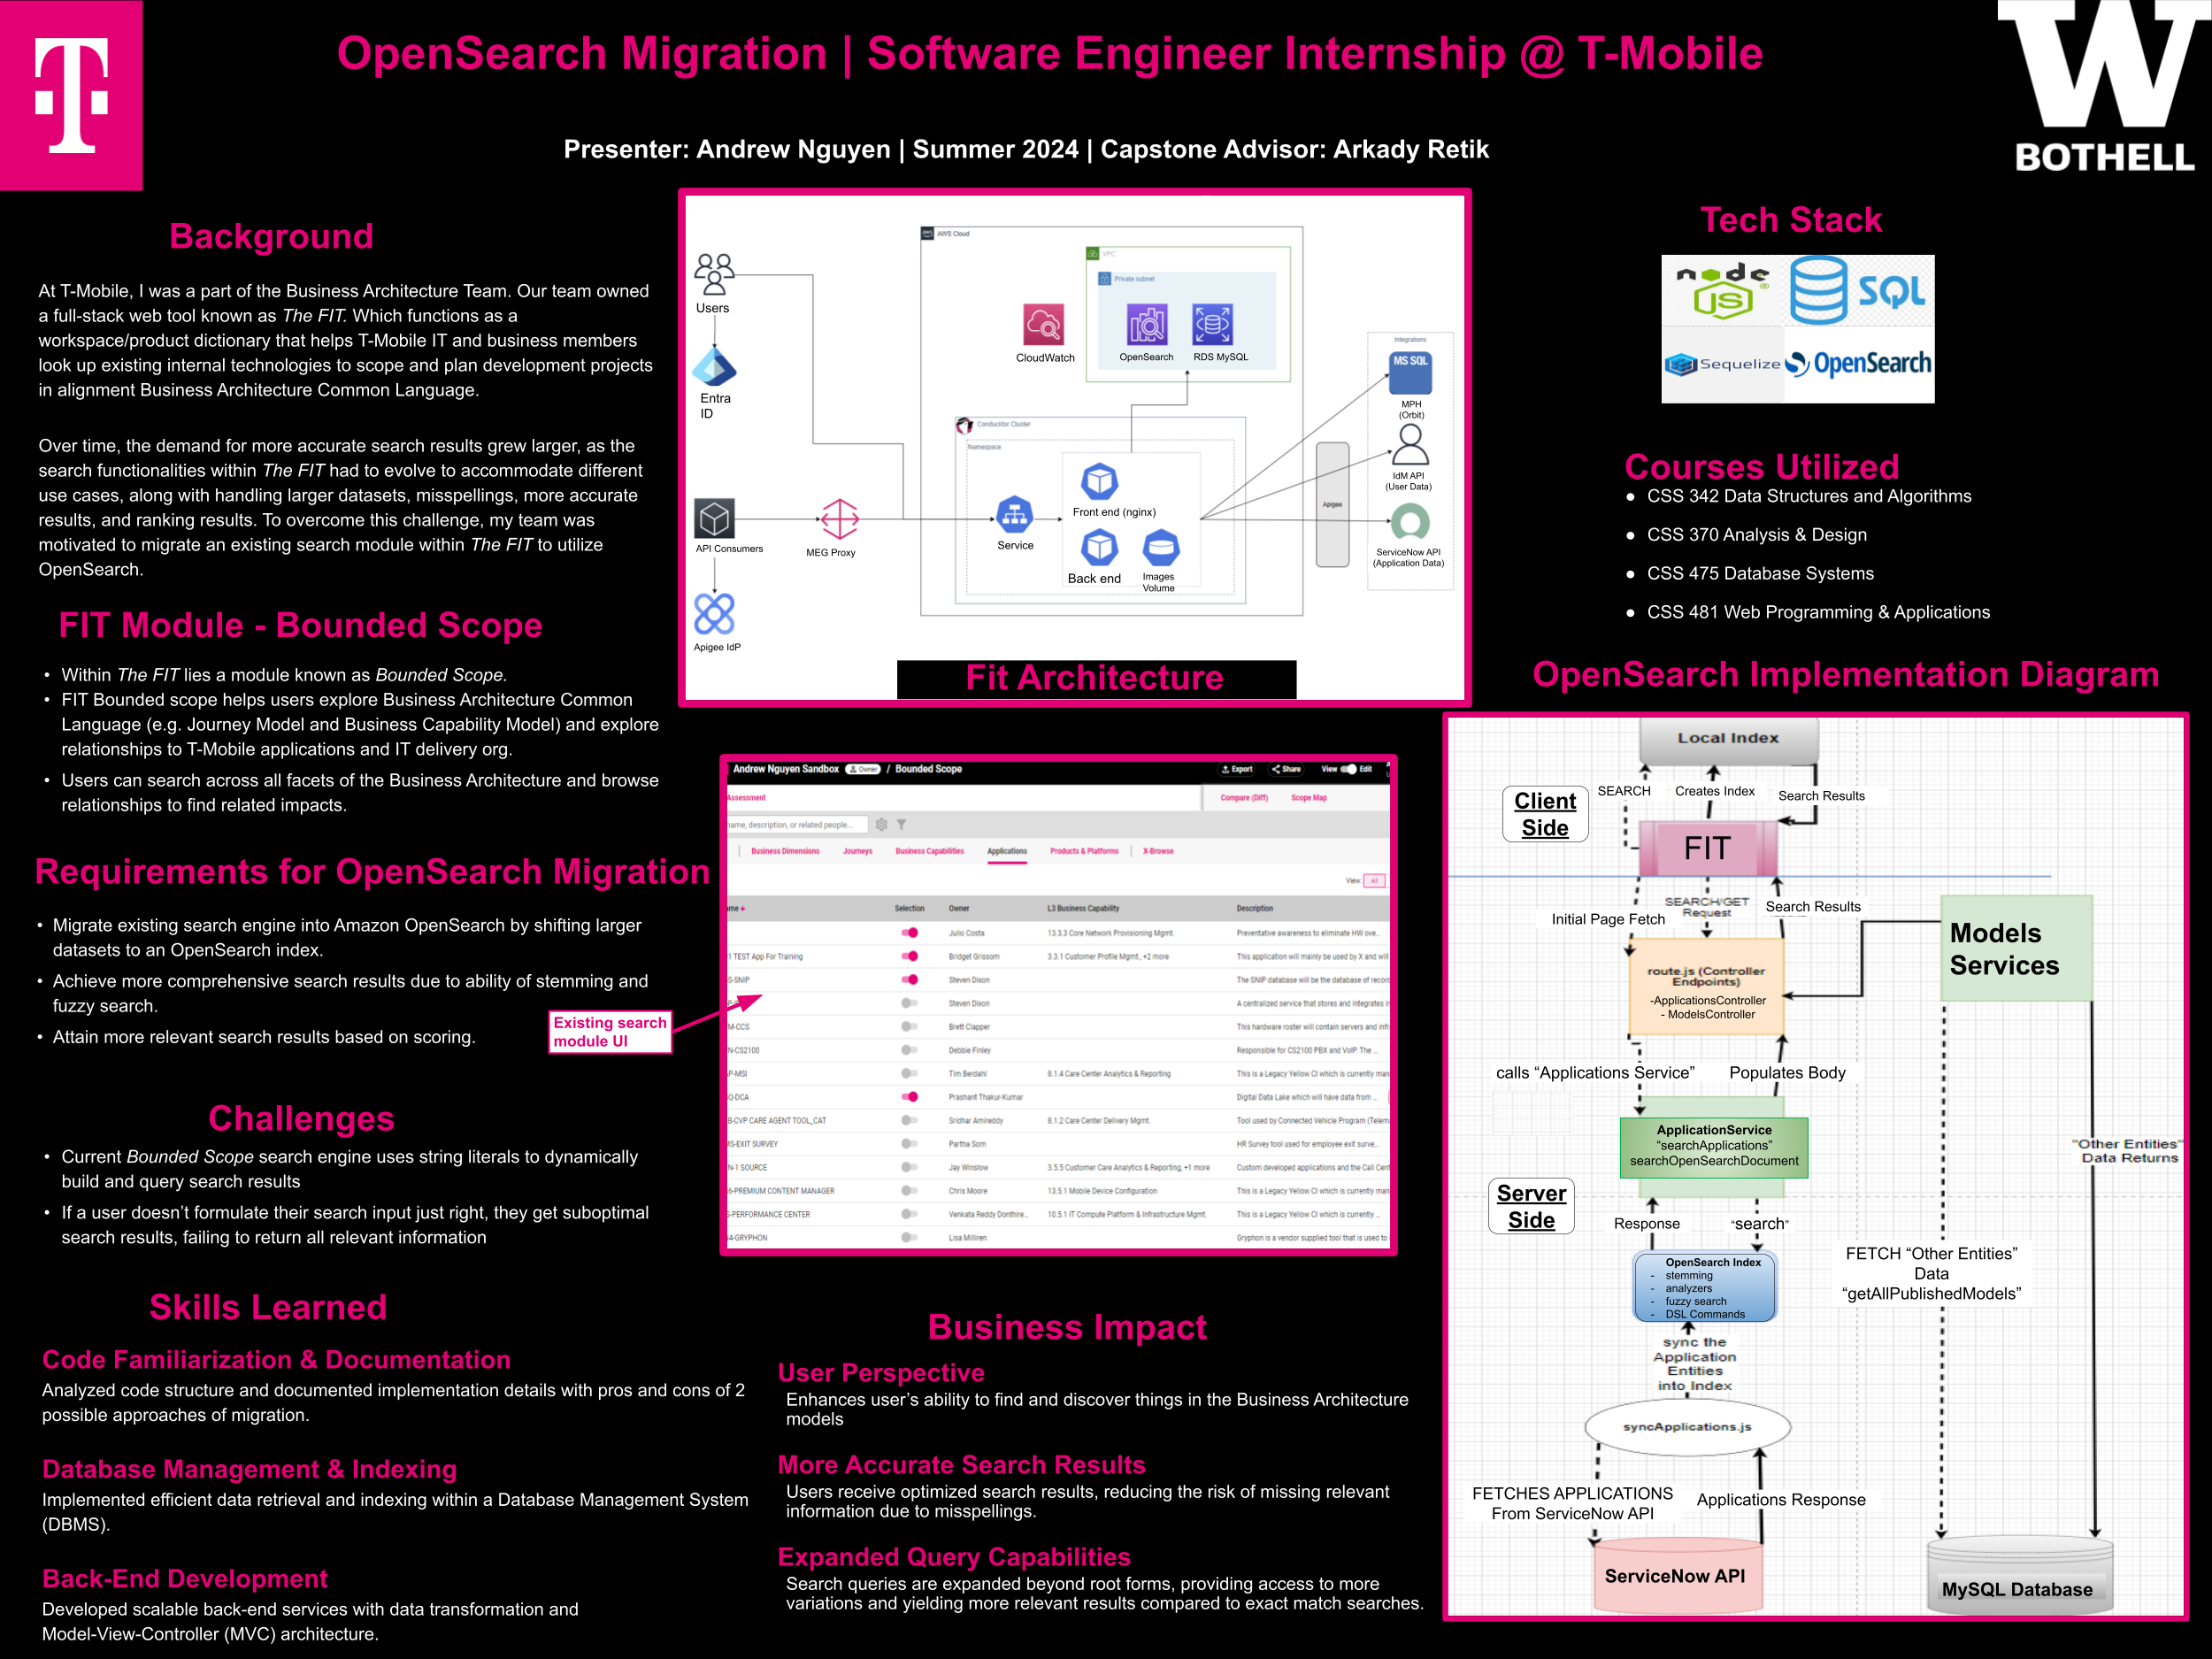 OpenSearch Migration | Software Engineer Internship @ T-Mobile
Presenter: Andrew Nguyen | Summer 2024 | Capstone Advisor: Arkady Retik
T
W
BOTHELL
Background
At T-Mobile, I was a part of the Business Architecture Team. Our team owned
a full-stack web tool known as The FIT. Which functions as a
workspace/product dictionary that helps T-Mobile IT and business members
look up existing internal technologies to scope and plan development projects
in alignment Business Architecture Common Language.
Over time, the demand for more accurate search results grew larger, as the
search functionalities within The FIT had to evolve to accommodate different
use cases, along with handling larger datasets, misspellings, more accurate
results, and ranking results. To overcome this challenge, my team was
motivated to migrate an existing search module within The FIT to utilize
OpenSearch.
FIT Module - Bounded Scope
• Within The FIT lies a module known as Bounded Scope.
• FIT Bounded scope helps users explore Business Architecture Common
Language (e.g. Journey Model and Business Capability Model) and explore
relationships to T-Mobile applications and IT delivery org.
• Users can search across all facets of the Business Architecture and browse
relationships to find related impacts.
Requirements for OpenSearch Migration
• Migrate existing search engine into Amazon OpenSearch by shifting larger
datasets to an OpenSearch index.
• Achieve more comprehensive search results due to ability of stemming and
fuzzy search.
• Attain more relevant search results based on scoring.
Existing search
module UI
Challenges
• Current Bounded Scope search engine uses string literals to dynamically
build and query search results
• If a user doesn't formulate their search input just right, they get suboptimal
search results, failing to return all relevant information
Skills Learned
Code Familiarization & Documentation
Analyzed code structure and documented implementation details with pros and cons of 2
possible approaches of migration.
Database Management & Indexing
Implemented efficient data retrieval and indexing within a Database Management System
(DBMS).
Back-End Development
Developed scalable back-end services with data transformation and
Model-View-Controller (MVC) architecture.
Users
Entra
ID
API Consumers
Apigee IdP
MEG Proxy
aws
AWS Cloud
VPC
Private subnet
CloudWatch
OpenSearch
RDS MySQL
Conducktor Cluster
Namespace
Service
Front end (nginx)
Back end
Images
Volume
Apigee
Integrations
MS SQL
MPH
(Orbit)
IdM API
(User Data)
ServiceNow API
(Application Data)
Fit Architecture
Andrew Nguyen Sandbox Owner / Bounded Scope Export Share View Edit
Assessment Compare (Diff) Scope Map
name, description, or related people...
Business Dimensions Journeys Business Capabilities Applications Products & Platforms X-Browse
View: All
me Selection Owner L3 Business Capability Description
Julio Costa 13.3.3 Core Network Provisioning Mgmt. Preventative awareness to eliminate HW ove...
1 TEST App For Training Bridget Grissom 3.3.1 Customer Profile Mgmt., +2 more This application will mainly be used by X and will
S-SNIP Steven Dixon The SNIP database will be the database of record
Steven Dixon A centralized service that stores and integrates in
M-CCS Brett Clapper This hardware roster will contain servers and infr
N-CS2100 Debbie Finley Responsible for CS2100 PBX and VoIP. The ...
P-MSI Tim Berdahl 8.1.4 Care Center Analytics & Reporting This is a Legacy Yellow CI which is currently man
Q-DCA Prashant Thakur-Kumar Digital Data Lake which will have data from ...
B-CVP CARE AGENT TOOL_CAT Sridhar Amireddy 8.1.2 Care Center Delivery Mgmt. Tool used by Connected Vehicle Program (Telem
S-EXIT SURVEY Partha Som HR Survey tool used for employee exit surve...
N-1 SOURCE Jay Winslow 3.5.5 Customer Care Analytics & Reporting, +1 more Custom developed applications and the Call Cent
6-PREMIUM CONTENT MANAGER Chris Moore 13.5.1 Mobile Device Configuration This is a Legacy Yellow CI which is currently man
-PERFORMANCE CENTER Venkata Reddy Donthire... 10.5.1 IT Compute Platform & Infrastructure Mgmt. This is a Legacy Yellow CI which is currently ...
4-GRYPHON Lisa Milliren Gryphon is a vendor supplied tool that is used to
Business Impact
User Perspective
Enhances user's ability to find and discover things in the Business Architecture
models
More Accurate Search Results
Users receive optimized search results, reducing the risk of missing relevant
information due to misspellings.
Expanded Query Capabilities
Search queries are expanded beyond root forms, providing access to more
variations and yielding more relevant results compared to exact match searches.
Tech Stack
node
JS
SQL
Sequelize
OpenSearch
Courses Utilized
● CSS 342 Data Structures and Algorithms
● CSS 370 Analysis & Design
● CSS 475 Database Systems
● CSS 481 Web Programming & Applications
OpenSearch Implementation Diagram
Local Index
Client
Side
SEARCH
Creates Index
Search Results
FIT
Initial Page Fetch
SEARCH/GET
Request
Search Results
Models
Services
route.js (Controller
Endpoints)
-ApplicationsController
- ModelsController
calls “Applications Service”
Populates Body
ApplicationService
“searchApplications”
searchOpenSearchDocument
"Other Entities"
Data Returns
Server
Side
Response
“search”
OpenSearch Index
- stemming
- analyzers
- fuzzy search
- DSL Commands
FETCH “Other Entities”
Data
“getAllPublishedModels”
sync the
Application
Entities
into Index
syncApplications.js
FETCHES APPLICATIONS
From ServiceNow API
Applications Response
ServiceNow API
MySQL Database